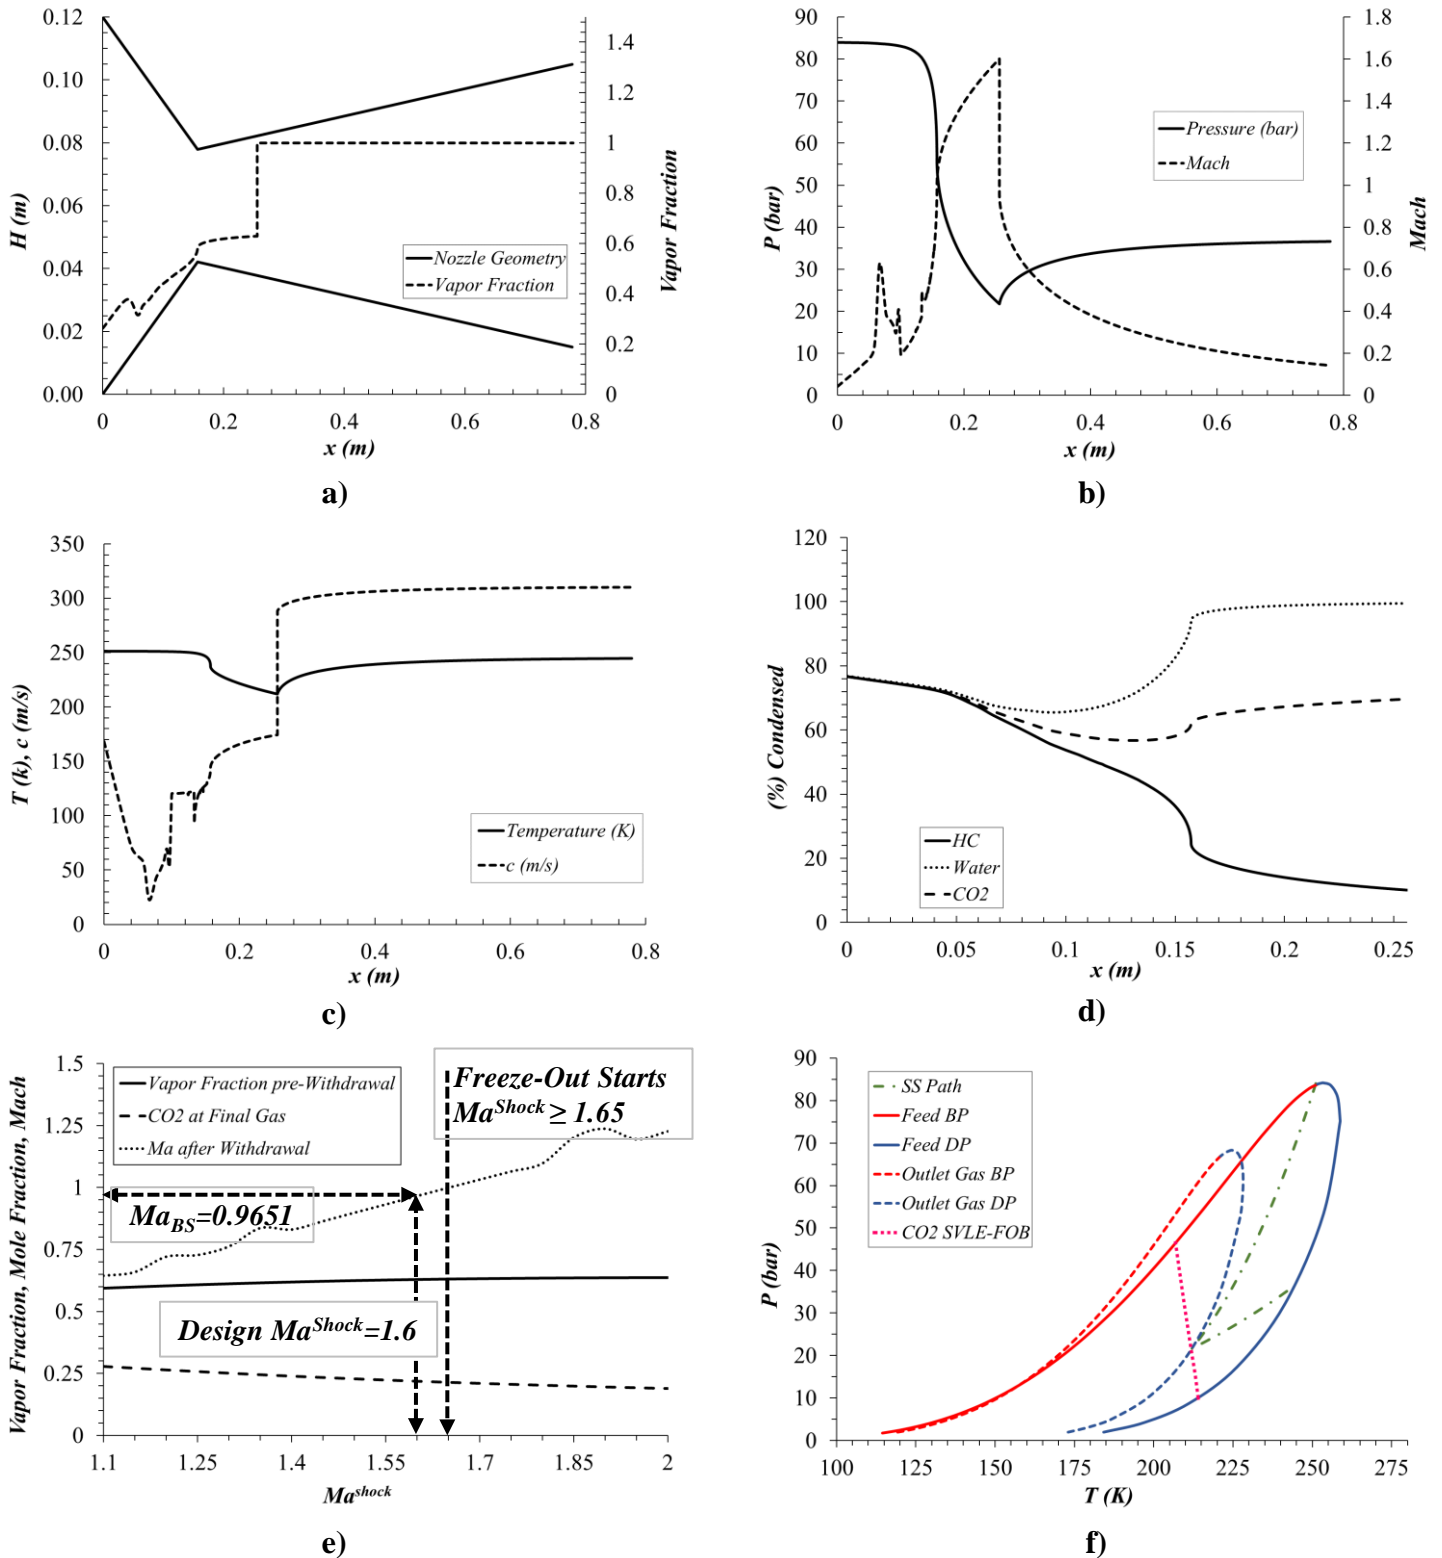 0.12
0.10
0.08
0.06
0.04
0.02
0.00
H (m)
0 0.2 0.4 0.6 0.8
x (m)
1.4
1.2
1
0.8
0.6
0.4
0.2
0
Vapor Fraction
Nozzle Geometry
Vapor Fraction
a)
90
80
70
60
50
40
30
20
10
0
P (bar)
0 0.2 0.4 0.6 0.8
x (m)
1.8
1.6
1.4
1.2
1
0.8
0.6
0.4
0.2
0
Mach
Pressure (bar)
Mach
b)
350
300
250
200
150
100
50
0
T (k), c (m/s)
0 0.2 0.4 0.6 0.8
x (m)
Temperature (K)
c (m/s)
c)
120
100
80
60
40
20
0
(%) Condensed
0 0.05 0.1 0.15 0.2 0.25
x (m)
HC
Water
CO2
d)
1.5
1.25
1
0.75
0.5
0.25
0
Vapor Fraction, Mole Fraction, Mach
1.1 1.25 1.4 1.55 1.7 1.85 2
Ma^shock
Vapor Fraction pre-Withdrawal
CO2 at Final Gas
Ma after Withdrawal
Freeze-Out Starts
Ma^Shock ≥ 1.65
Ma_BS=0.9651
Design Ma^Shock=1.6
e)
90
80
70
60
50
40
30
20
10
0
P (bar)
100 125 150 175 200 225 250 275
T (K)
SS Path
Feed BP
Feed DP
Outlet Gas BP
Outlet Gas DP
CO2 SVLE-FOB
f)